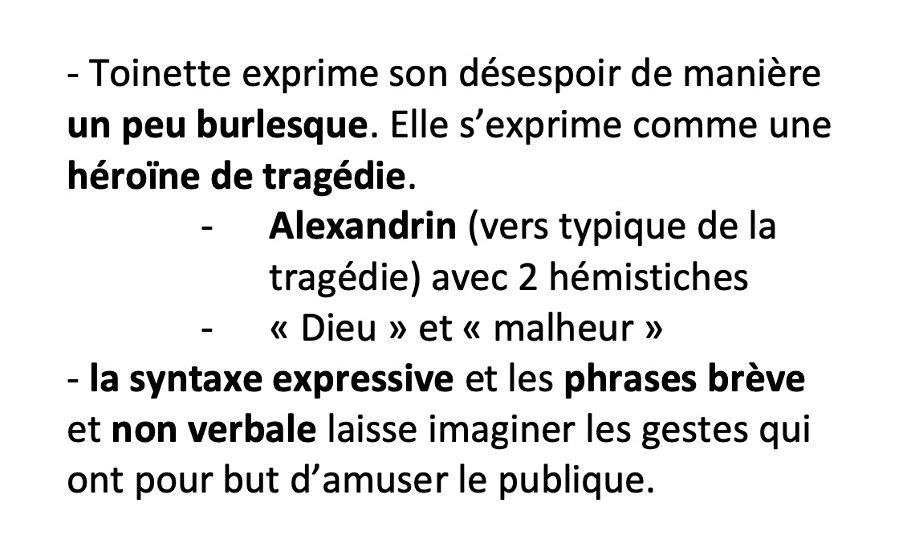 - Toinette exprime son désespoir de manière
un peu burlesque. Elle s’exprime comme une
héroïne de tragédie.
- Alexandrin (vers typique de la
tragédie) avec 2 hémistiches
- « Dieu » et « malheur »
- la syntaxe expressive et les phrases brève
et non verbale laisse imaginer les gestes qui
ont pour but d’amuser le publique.